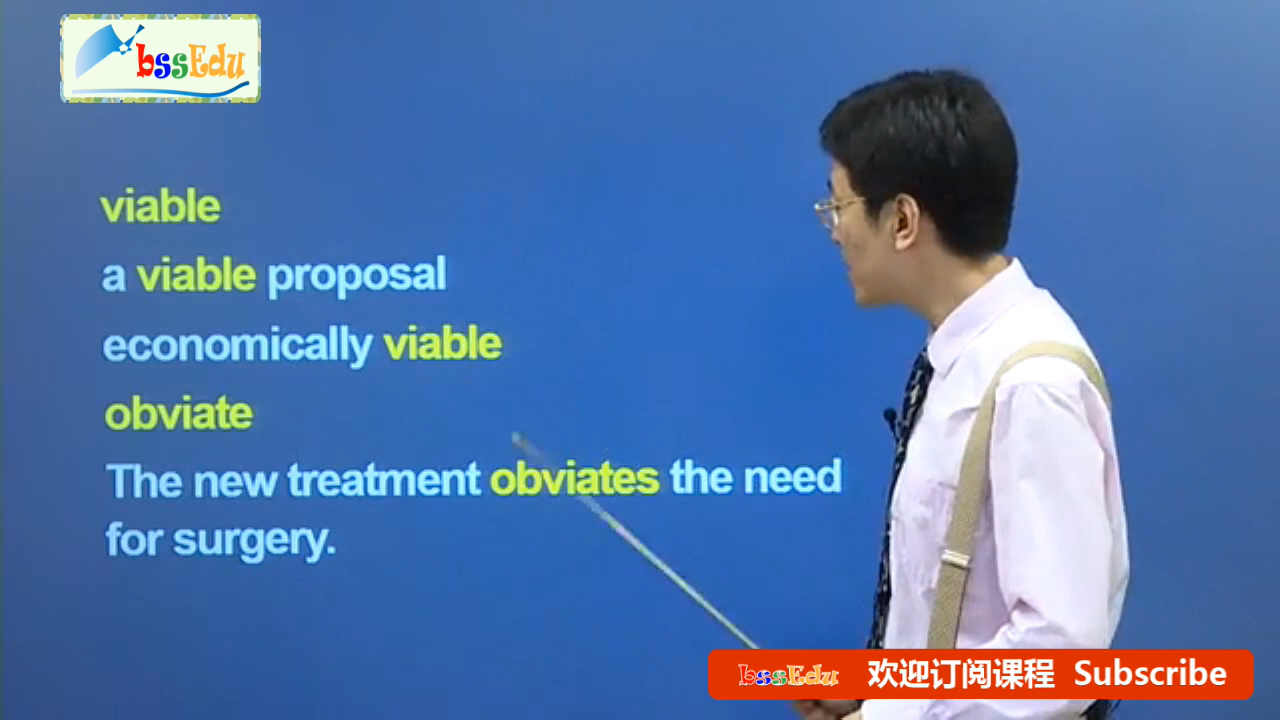 bssEdu
viable
a viable proposal
economically viable
obviate
The new treatment obviates the need
for surgery.
bssEdu 欢迎订阅课程 Subscribe